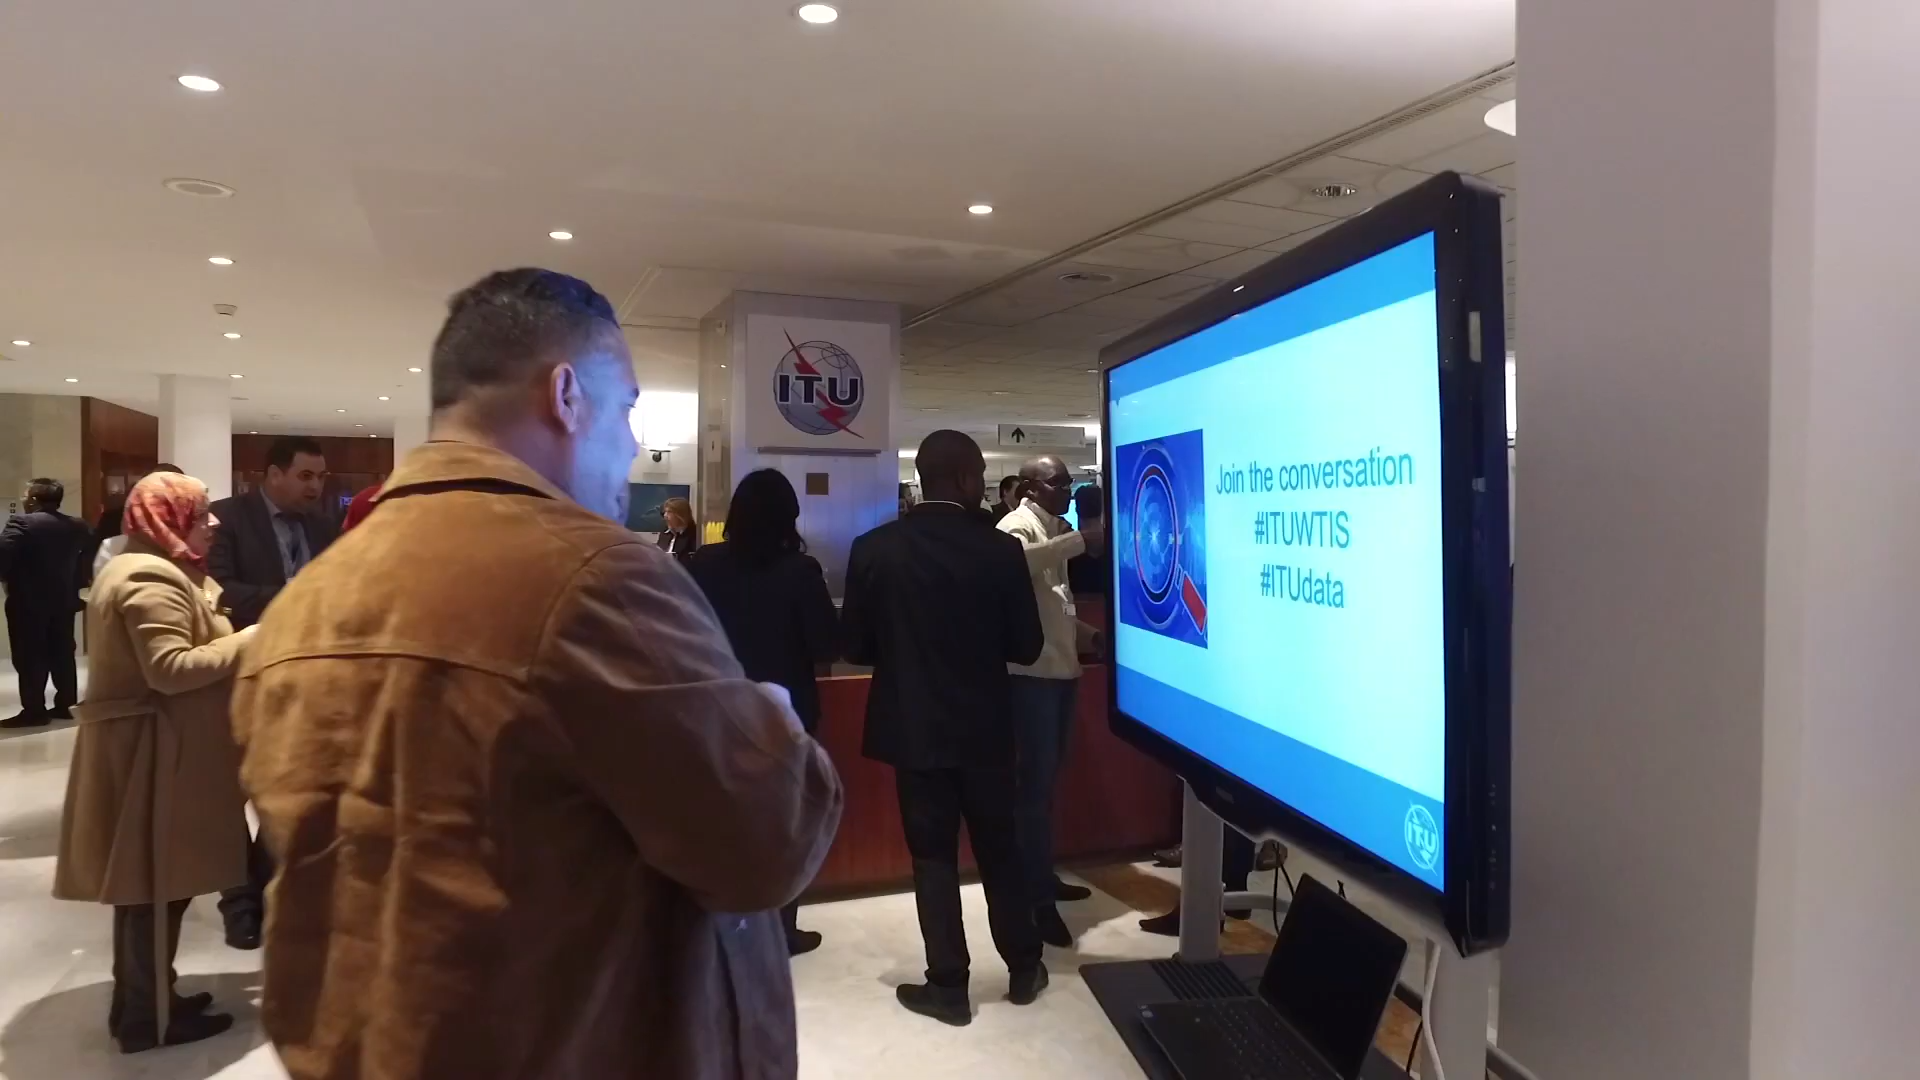 ITU
Join the conversation
#ITUWTIS
#ITUdata
ITU